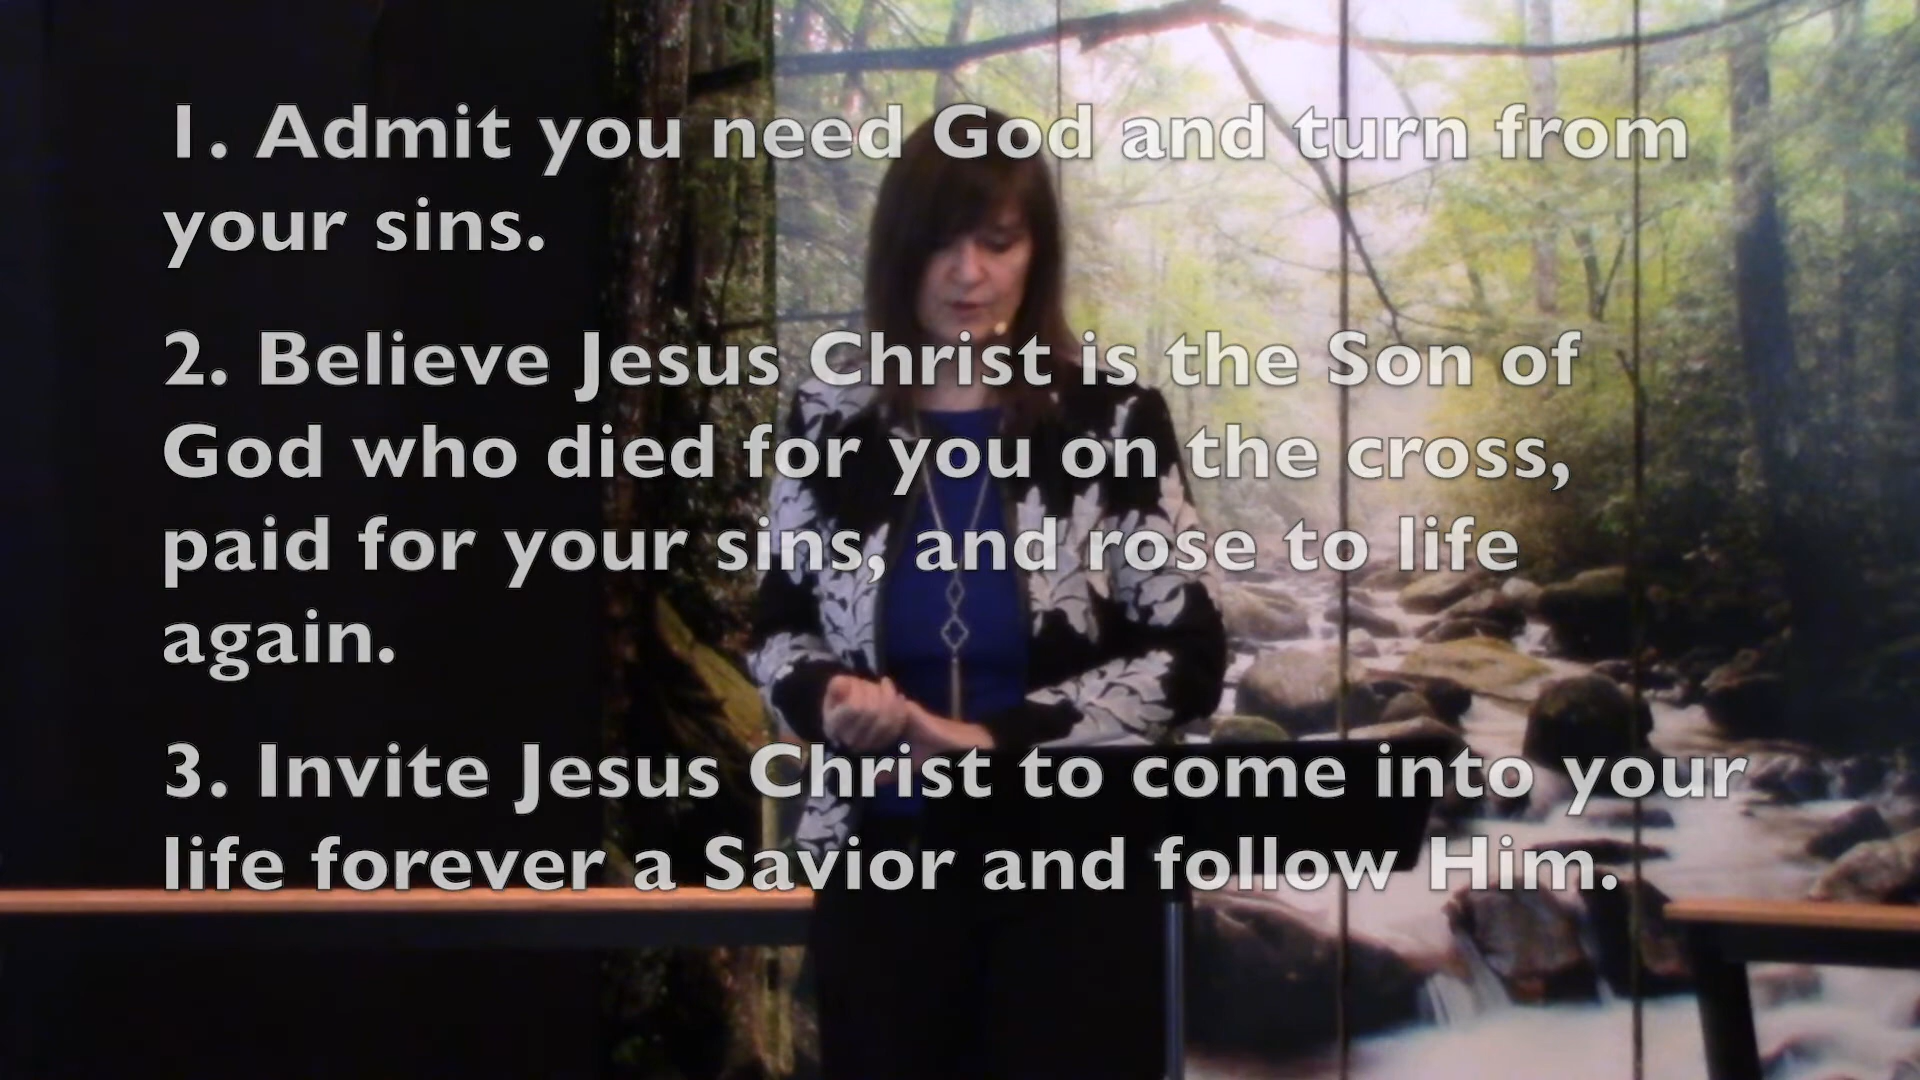 1. Admit you need God and turn from
your sins.
2. Believe Jesus Christ is the Son of
God who died for you on the cross,
paid for your sins, and rose to life
again.
3. Invite Jesus Christ to come into your
life forever a Savior and follow Him.